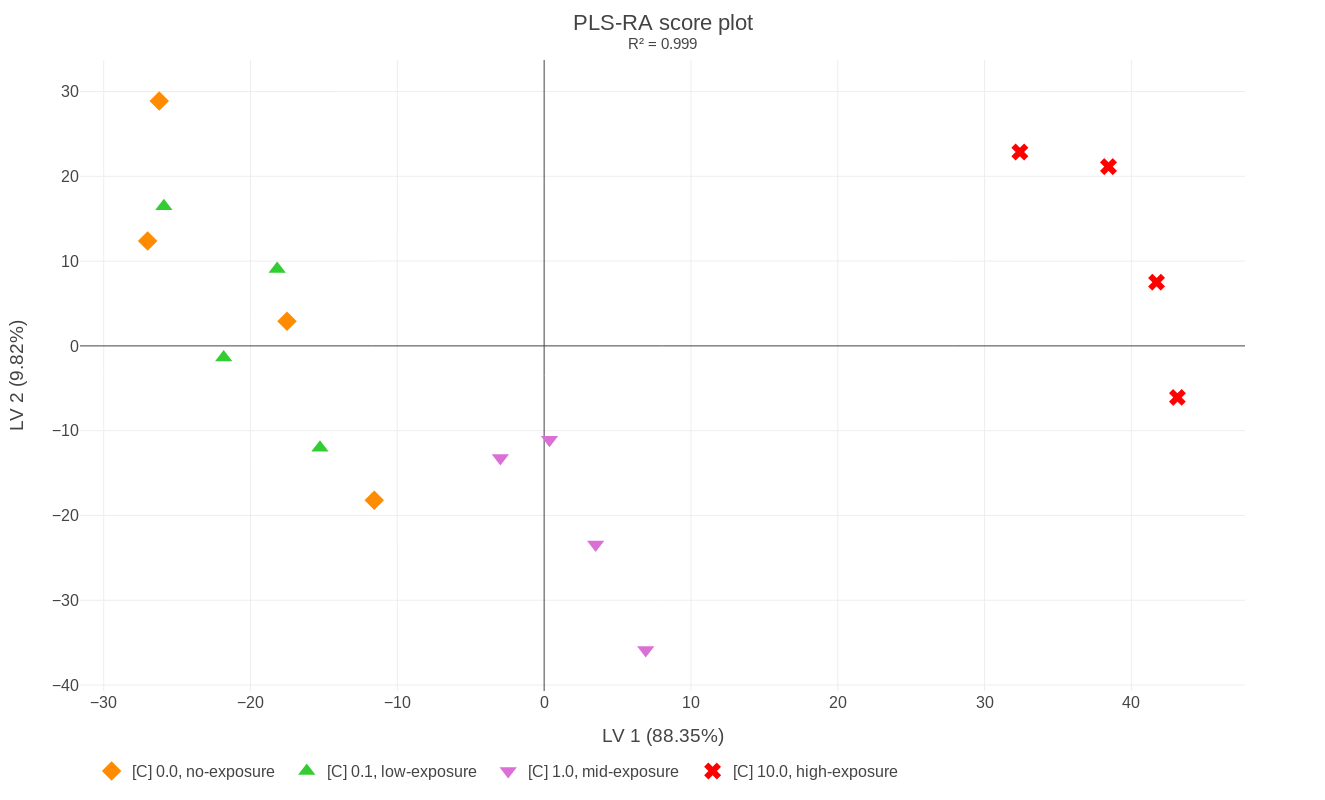 PLS-RA score plot
R² = 0.999
30
20
10
0
−10
−20
−30
−40
LV 2 (9.82%)
−30
−20
−10
0
10
20
30
40
LV 1 (88.35%)
[C] 0.0, no-exposure
[C] 0.1, low-exposure
[C] 1.0, mid-exposure
[C] 10.0, high-exposure